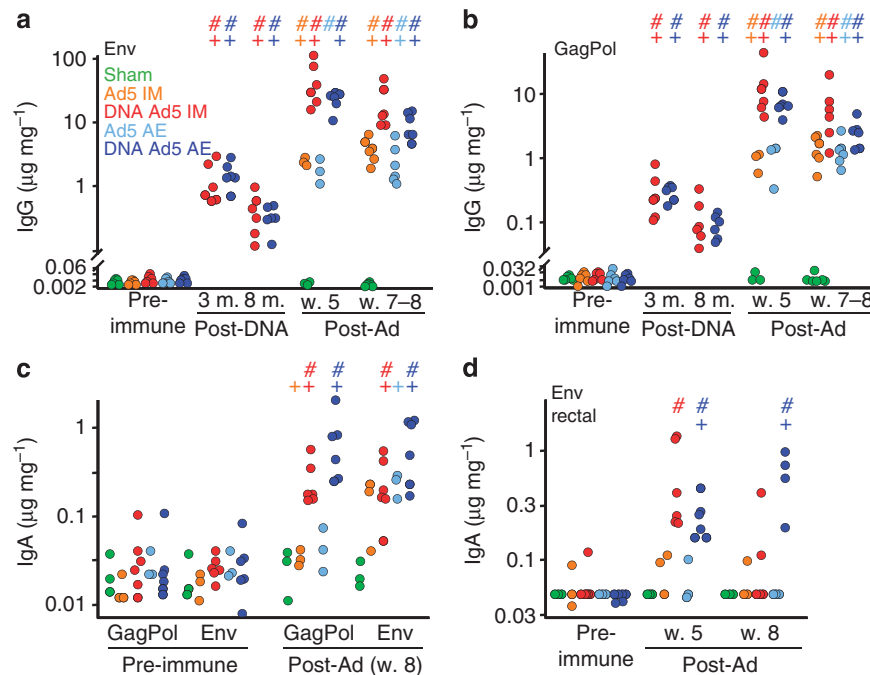 a
# # # # # # # # # # # #
+ + + + + + + + + + +
Env
Sham
Ad5 IM
DNA Ad5 IM
Ad5 AE
DNA Ad5 AE
IgG (μg mg⁻¹)
100
10
1
0.06
0.002
Pre-immune
3 m. 8 m. w. 5 w. 7–8
Post-DNA Post-Ad
b
# # # # # # # # # # # #
+ + + + + + + + + + +
GagPol
IgG (μg mg⁻¹)
10
1
0.1
0.032
0.001
Pre-immune
3 m. 8 m. w. 5 w. 7–8
Post-DNA Post-Ad
c
# # # #
+ + + + + +
IgA (μg mg⁻¹)
1
0.1
0.01
GagPol Env GagPol Env
Pre-immune Post-Ad (w. 8)
d
Env
rectal
# # #
+ +
IgA (μg mg⁻¹)
1
0.3
0.1
0.03
Pre-immune
w. 5 w. 8
Post-Ad